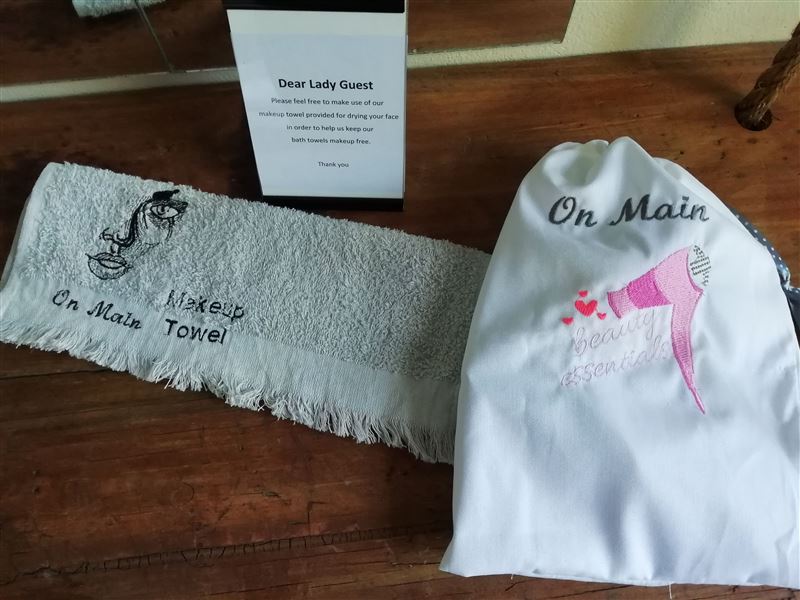 Dear Lady Guest
Please feel free to make use of our
makeup towel provided for drying your face
in order to help us keep our
bath towels makeup free.
Thank you
On Main
Makeup
Towel
On Main
Beauty
essentials